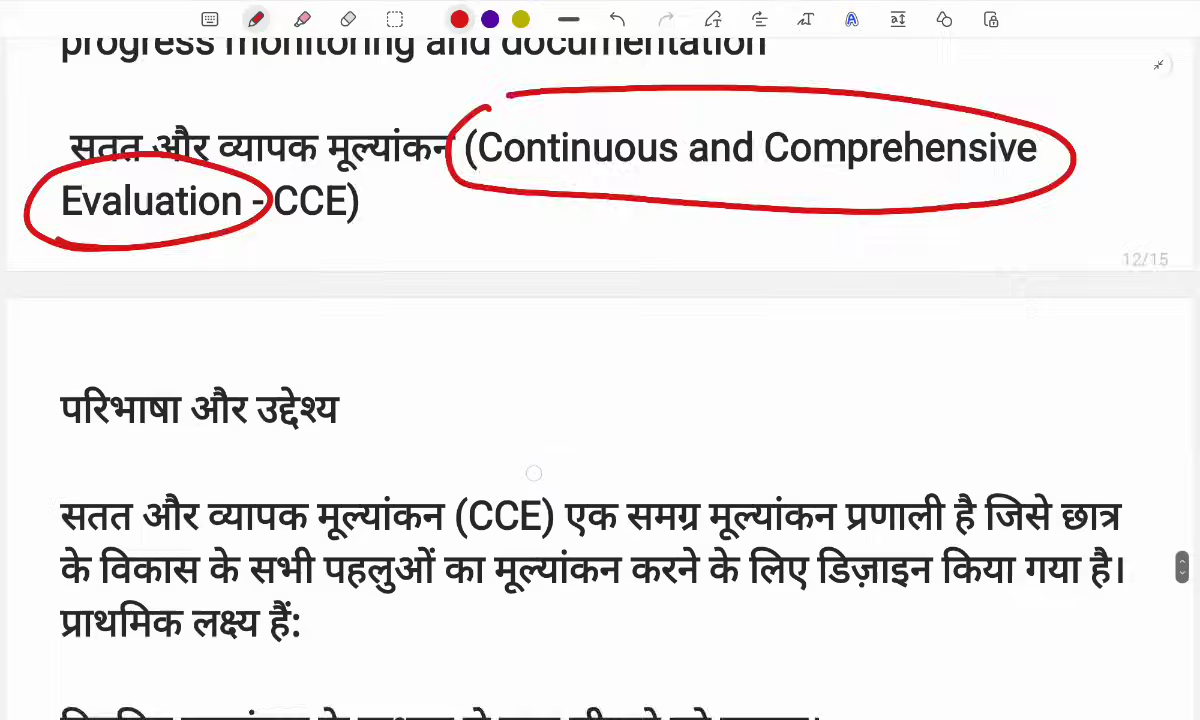 progress monitoring and documentation
सतत और व्यापक मूल्यांकन (Continuous and Comprehensive
Evaluation - CCE)
12/15
परिभाषा और उद्देश्य
सतत और व्यापक मूल्यांकन (CCE) एक समग्र मूल्यांकन प्रणाली है जिसे छात्र
के विकास के सभी पहलुओं का मूल्यांकन करने के लिए डिज़ाइन किया गया है।
प्राथमिक लक्ष्य हैं: